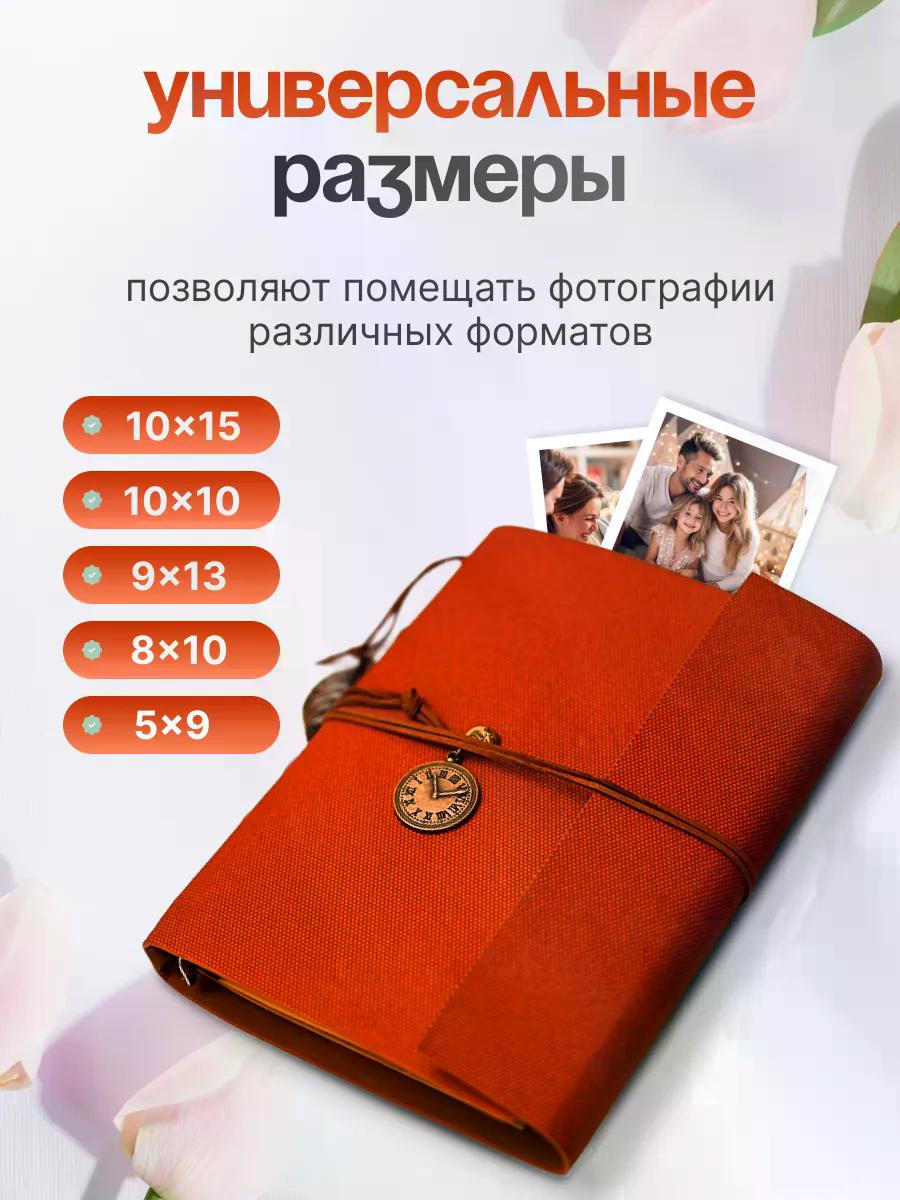 универсальные
размеры
позволяют помещать фотографии
различных форматов
10×15
10×10
9×13
8×10
5×9